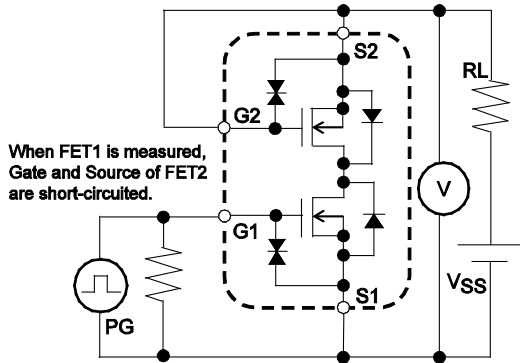 S2
RL
G2
When FET1 is measured,
Gate and Source of FET2
are short-circuited.
V
G1
VSS
S1
PG